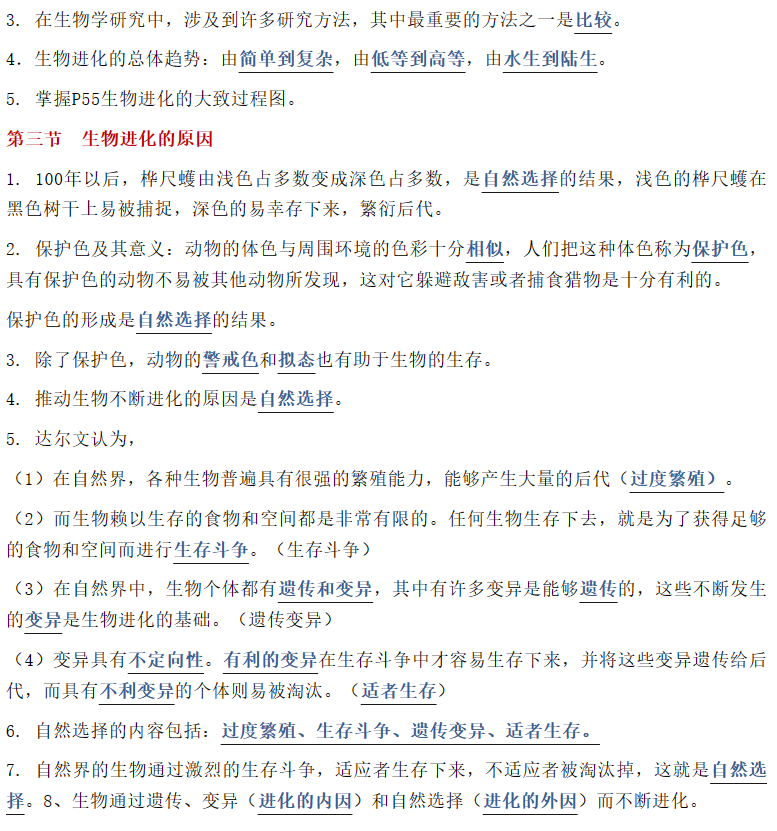 3. 在生物学研究中，涉及到许多研究方法，其中最重要的方法之一是比较。
4．生物进化的总体趋势：由简单到复杂，由低等到高等，由水生到陆生。
5. 掌握P55生物进化的大致过程图。
第三节　生物进化的原因
1. 100年以后，桦尺蠖由浅色占多数变成深色占多数，是自然选择的结果，浅色的桦尺蠖在
黑色树干上易被捕捉，深色的易幸存下来，繁衍后代。
2. 保护色及其意义：动物的体色与周围环境的色彩十分相似，人们把这种体色称为保护色，
具有保护色的动物不易被其他动物所发现，这对它躲避敌害或者捕食猎物是十分有利的。
保护色的形成是自然选择的结果。
3. 除了保护色，动物的警戒色和拟态也有助于生物的生存。
4. 推动生物不断进化的原因是自然选择。
5. 达尔文认为，
（1）在自然界，各种生物普遍具有很强的繁殖能力，能够产生大量的后代（过度繁殖）。
（2）而生物赖以生存的食物和空间都是非常有限的。任何生物生存下去，就是为了获得足够
的食物和空间而进行生存斗争。（生存斗争）
（3）在自然界中，生物个体都有遗传和变异，其中有许多变异是能够遗传的，这些不断发生
的变异是生物进化的基础。（遗传变异）
（4）变异具有不定向性。有利的变异在生存斗争中才容易生存下来，并将这些变异遗传给后
代，而具有不利变异的个体则易被淘汰。（适者生存）
6. 自然选择的内容包括：过度繁殖、生存斗争、遗传变异、适者生存。
7. 自然界的生物通过激烈的生存斗争，适应者生存下来，不适应者被淘汰掉，这就是自然选
择。8、生物通过遗传、变异（进化的内因）和自然选择（进化的外因）而不断进化。